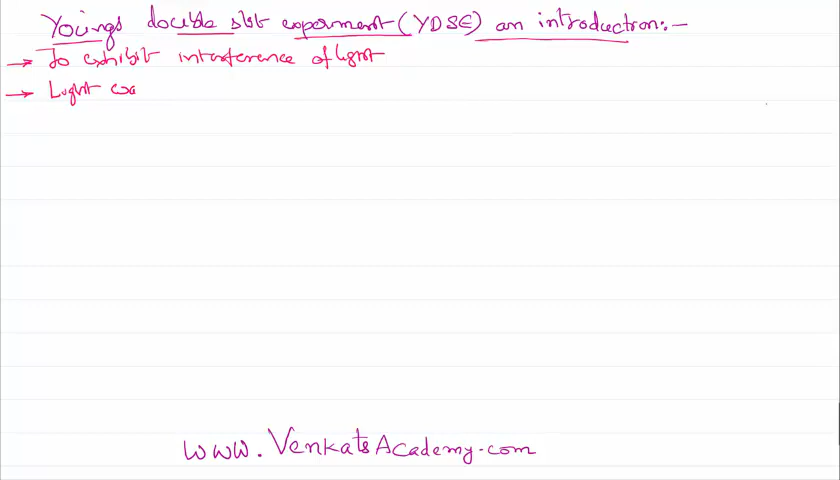 Youngs double slit experiment (YDSE) an introduction:-
→ To exhibit interference of light
→ Light
www.VenkatsAcademy.com